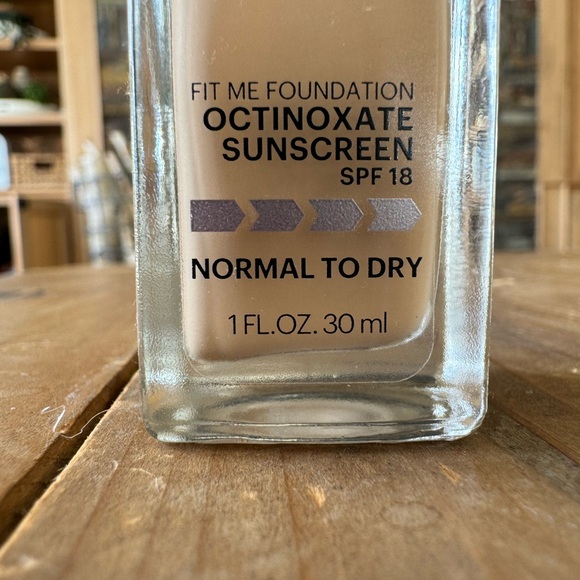 FIT ME FOUNDATION
OCTINOXATE
SUNSCREEN
SPF 18
NORMAL TO DRY
1 FL.OZ. 30 ml